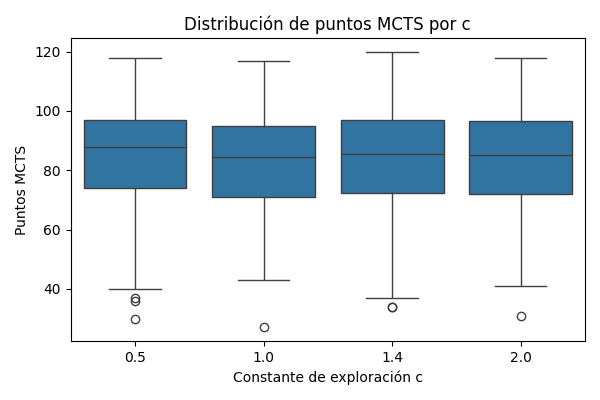 Distribución de puntos MCTS por c
Puntos MCTS
120
100
80
60
40
0.5 1.0 1.4 2.0
Constante de exploración c